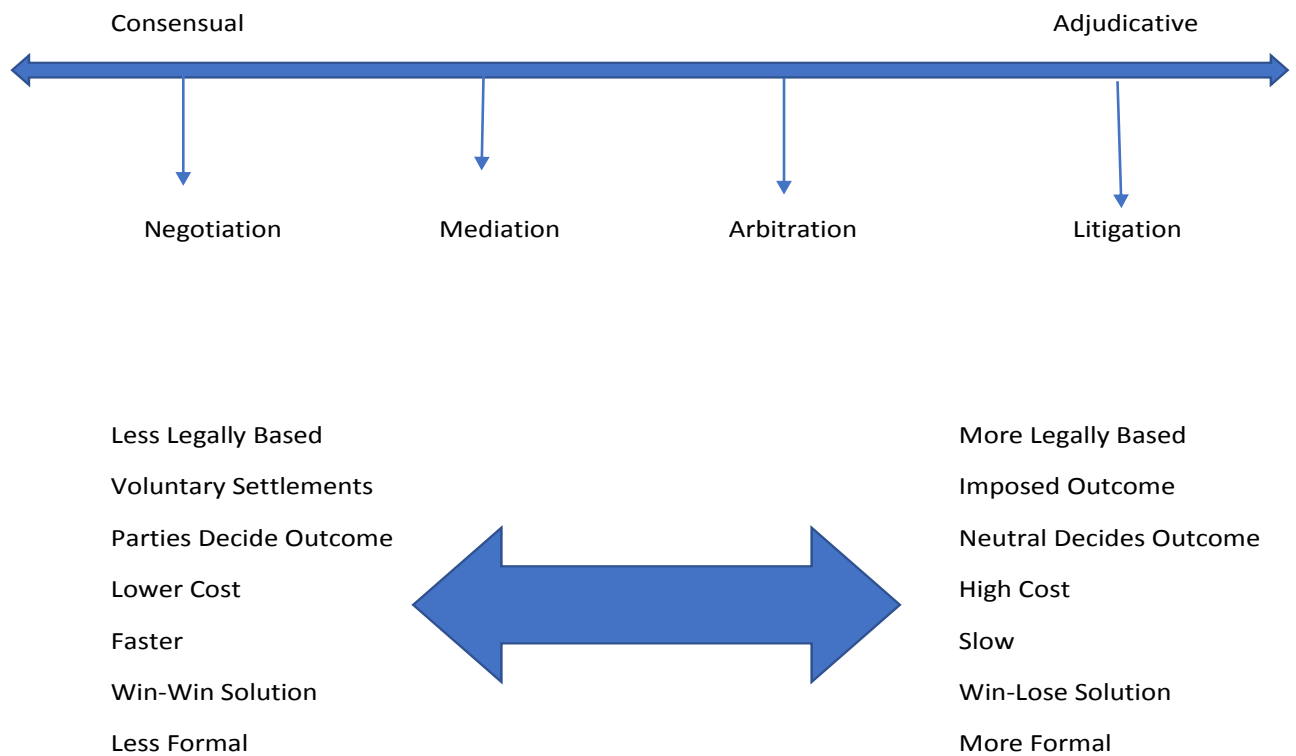 Consensual Adjudicative
Negotiation Mediation Arbitration Litigation
Less Legally Based More Legally Based
Voluntary Settlements Imposed Outcome
Parties Decide Outcome Neutral Decides Outcome
Lower Cost High Cost
Faster Slow
Win-Win Solution Win-Lose Solution
Less Formal More Formal